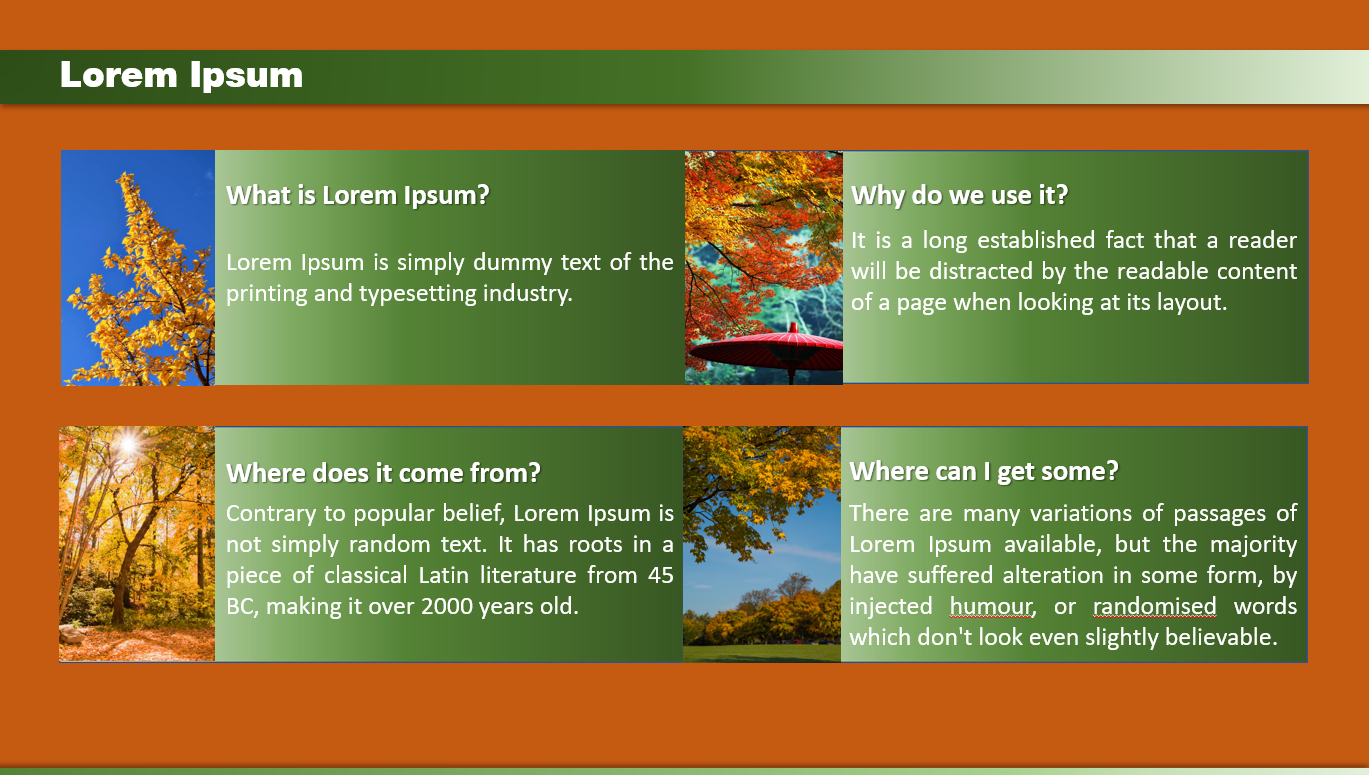 Lorem Ipsum
What is Lorem Ipsum?
Lorem Ipsum is simply dummy text of the
printing and typesetting industry.
Why do we use it?
It is a long established fact that a reader
will be distracted by the readable content
of a page when looking at its layout.
Where does it come from?
Contrary to popular belief, Lorem Ipsum is
not simply random text. It has roots in a
piece of classical Latin literature from 45
BC, making it over 2000 years old.
Where can I get some?
There are many variations of passages of
Lorem Ipsum available, but the majority
have suffered alteration in some form, by
injected humour, or randomised words
which don't look even slightly believable.